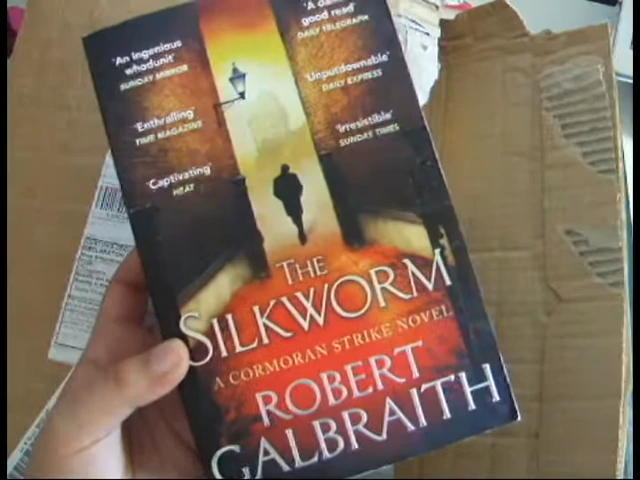 'An ingenious
whodunit'
SUNDAY MIRROR
'Enthralling'
TIME MAGAZINE
'Captivating'
HEAT
good read'
DAILY TELEGRAPH
'Unputdownable'
DAILY EXPRESS
'Irresistible'
SUNDAY TIMES
THE
SILKWORM
A CORMORAN STRIKE NOVEL
ROBERT
GALBRAITH